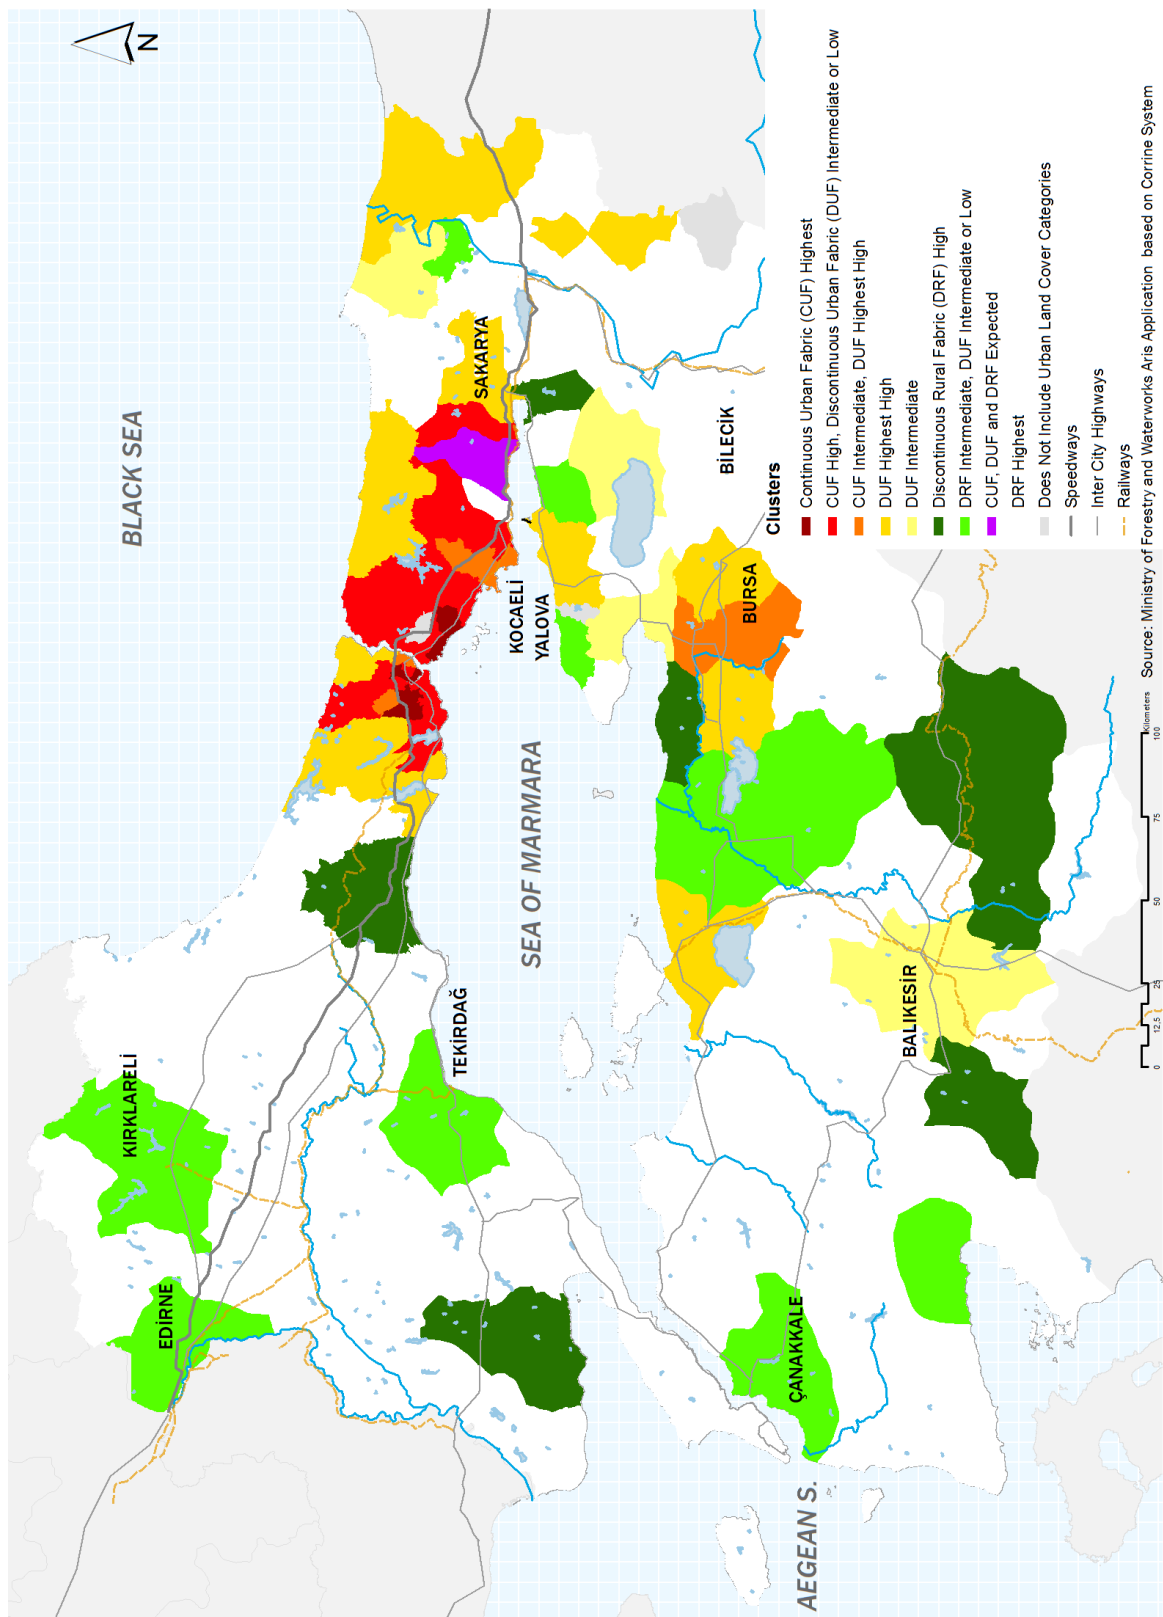 N
BLACK SEA
KIRKLARELİ
EDİRNE
TEKİRDAĞ
SAKARYA
KOCAELİ
YALOVA
SEA OF MARMARA
BİLECİK
BURSA
BALIKESİR
ÇANAKKALE
AEGEAN S.
Clusters
Continuous Urban Fabric (CUF) Highest
CUF High, Discontinuous Urban Fabric (DUF) Intermediate or Low
CUF Intermediate, DUF Highest High
DUF Highest High
DUF Intermediate
Discontinuous Rural Fabric (DRF) High
DRF Intermediate, DUF Intermediate or Low
CUF, DUF and DRF Expected
DRF Highest
Does Not Include Urban Land Cover Categories
Speedways
Inter City Highways
Railways
0 12,5 25 50 75 100
Kilometers
Source: Ministry of Forestry and Waterworks Aris Application based on Corrine System